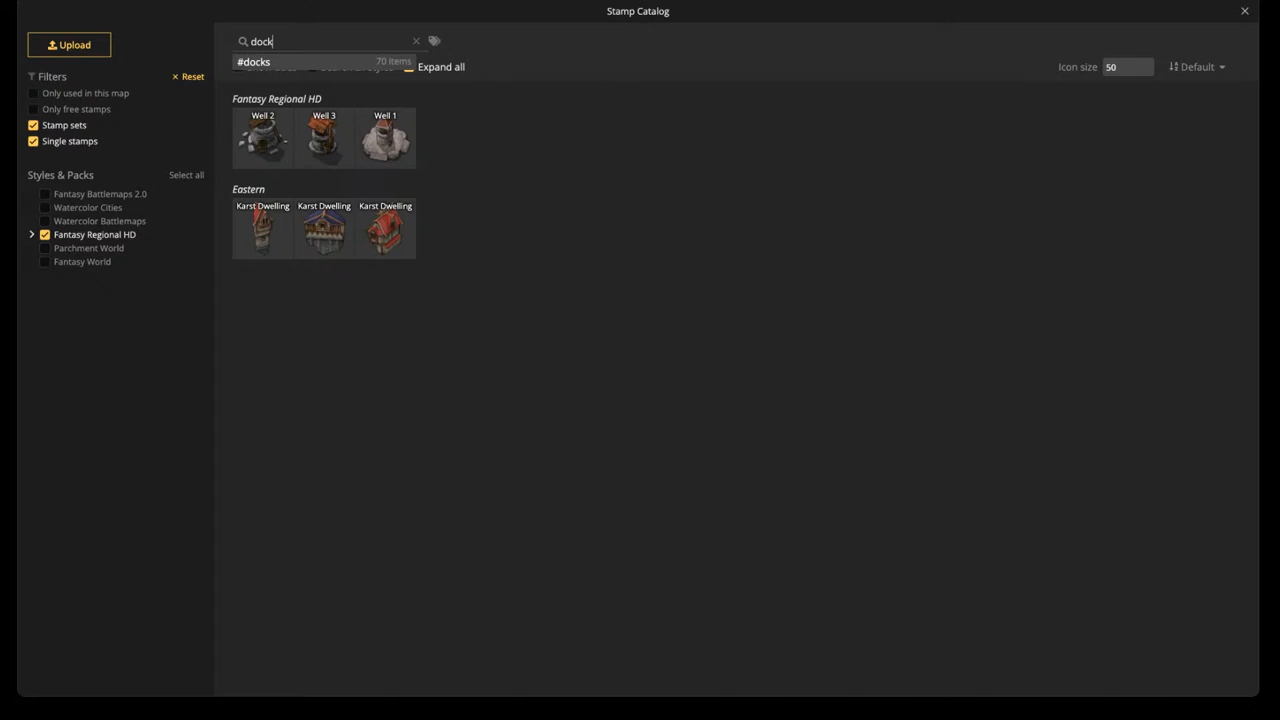 Stamp Catalog
Upload
Filters
Reset
Only used in this map
Only free stamps
Stamp sets
Single stamps
Styles & Packs
Select all
Fantasy Battlemaps 2.0
Watercolor Cities
Watercolor Battlemaps
Fantasy Regional HD
Parchment World
Fantasy World
dock
#docks 70 items
Expand all
Icon size 50
Default
Fantasy Regional HD
Well 2 Well 3 Well 1
Eastern
Karst Dwelling Karst Dwelling Karst Dwelling